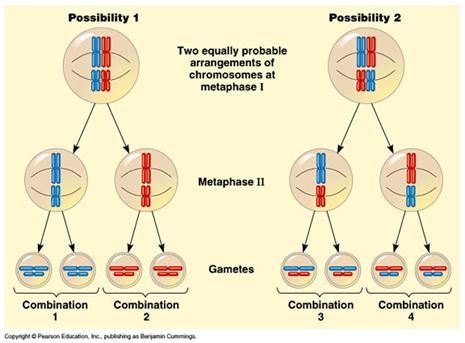 Possibility 1
Possibility 2
Two equally probable
arrangements of
chromosomes at
metaphase I
Metaphase II
Gametes
Combination
1
Combination
2
Combination
3
Combination
4
Copyright © Pearson Education, Inc., publishing as Benjamin Cummings.